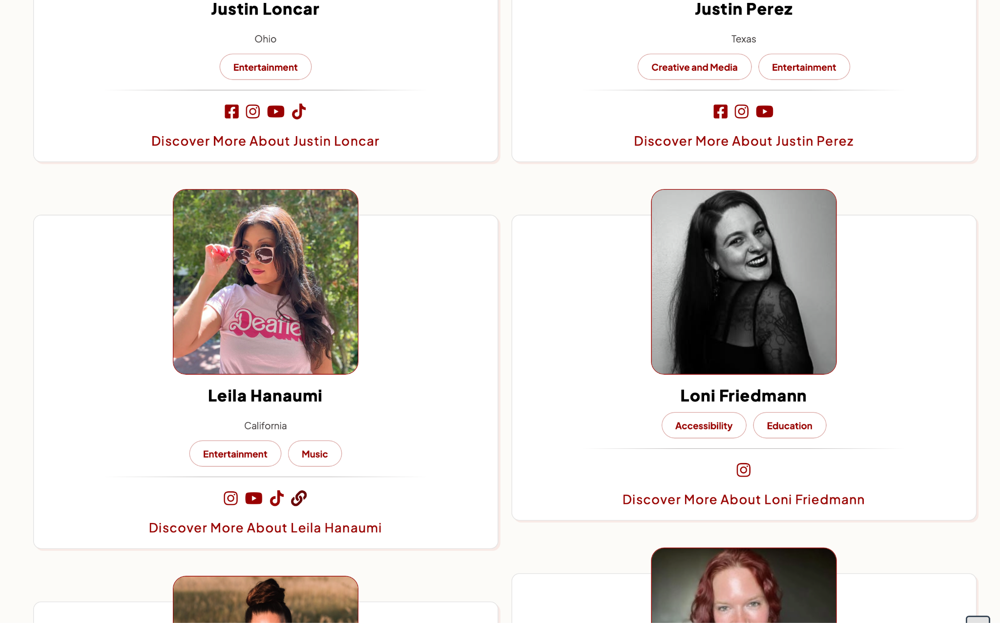 Justin Loncar
Ohio
Entertainment
Discover More About Justin Loncar
Justin Perez
Texas
Creative and Media
Entertainment
Discover More About Justin Perez
Deafie
Leila Hanaumi
California
Entertainment
Music
Discover More About Leila Hanaumi
Loni Friedmann
Accessibility
Education
Discover More About Loni Friedmann